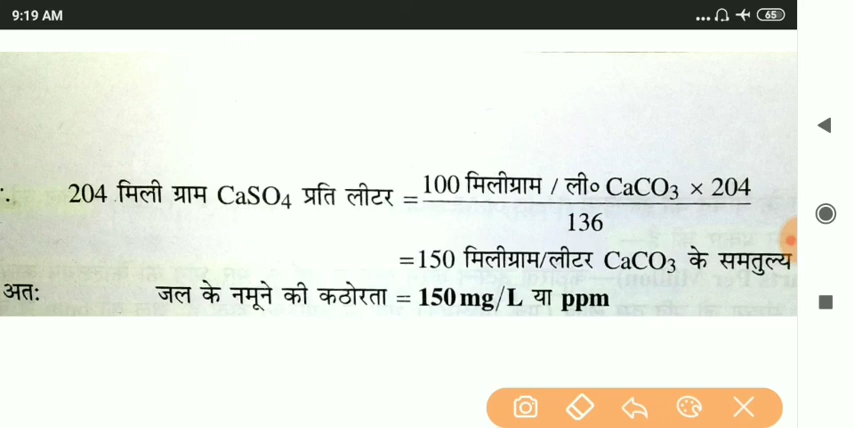 9:19 AM
65
∴ 204 मिली ग्राम CaSO₄ प्रति लीटर = 100 मिलीग्राम / ली० CaCO₃ × 204
136
=150 मिलीग्राम/लीटर CaCO₃ के समतुल्य
अतः जल के नमूने की कठोरता = 150 mg/L या ppm